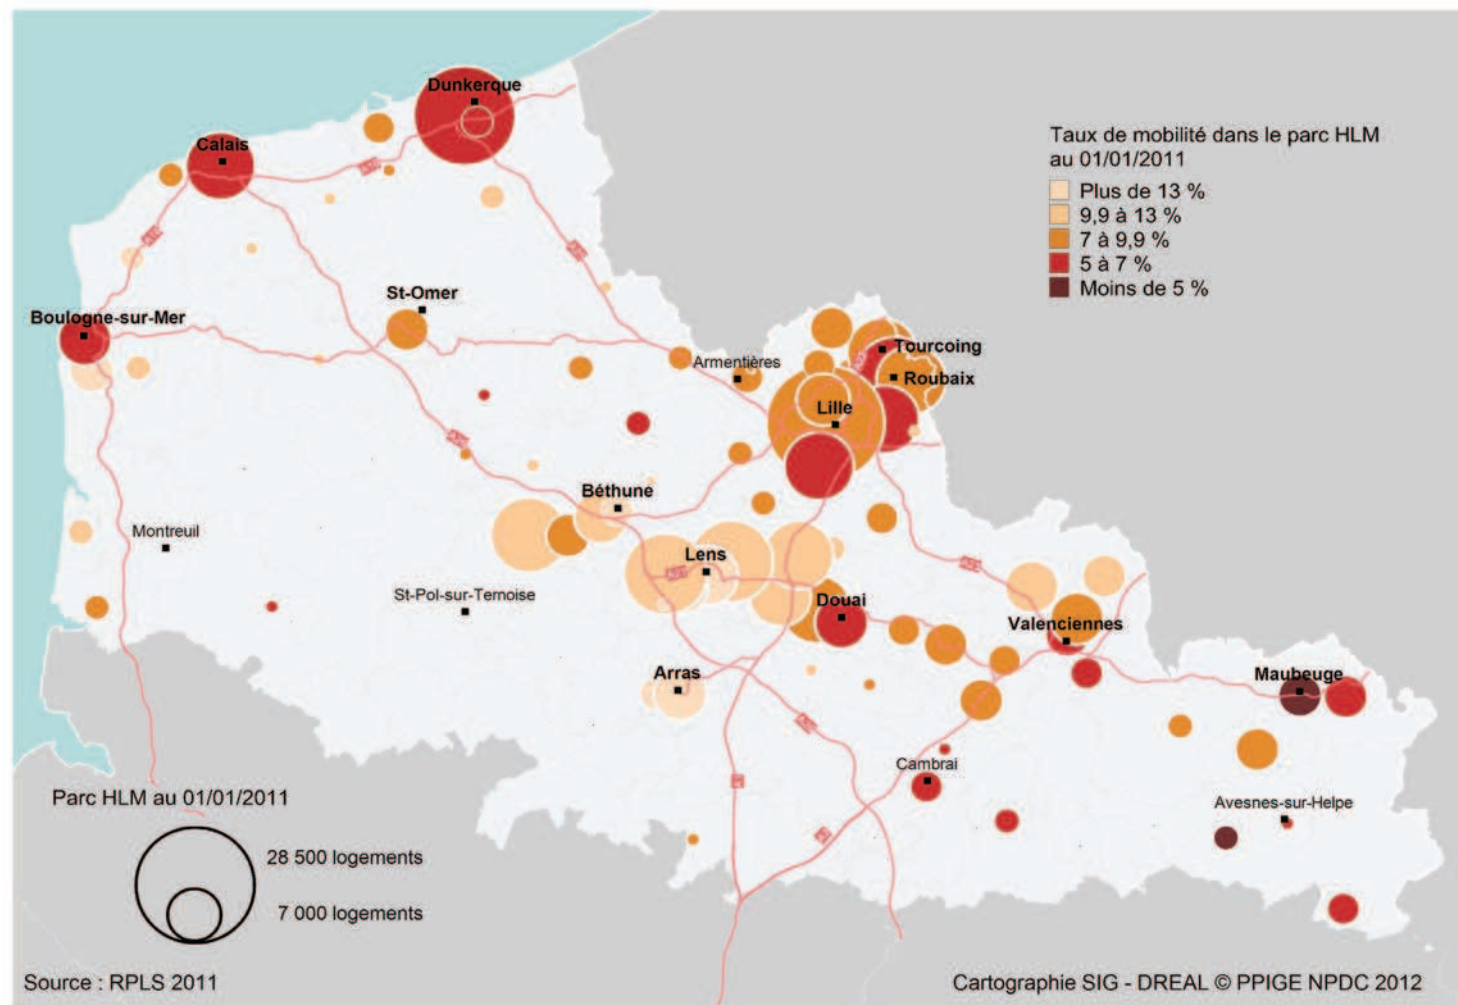 Dunkerque
Calais
Taux de mobilité dans le parc HLM
au 01/01/2011
Plus de 13 %
9,9 à 13 %
7 à 9,9 %
5 à 7 %
Moins de 5 %
St-Omer
Boulogne-sur-Mer
Tourcoing
Armentières
Roubaix
Lille
Béthune
Montreuil
Lens
St-Pol-sur-Ternoise
Douai
Valenciennes
Arras
Maubeuge
Cambrai
Avesnes-sur-Helpe
Parc HLM au 01/01/2011
28 500 logements
7 000 logements
Source : RPLS 2011
Cartographie SIG - DREAL © PPIGE NPDC 2012